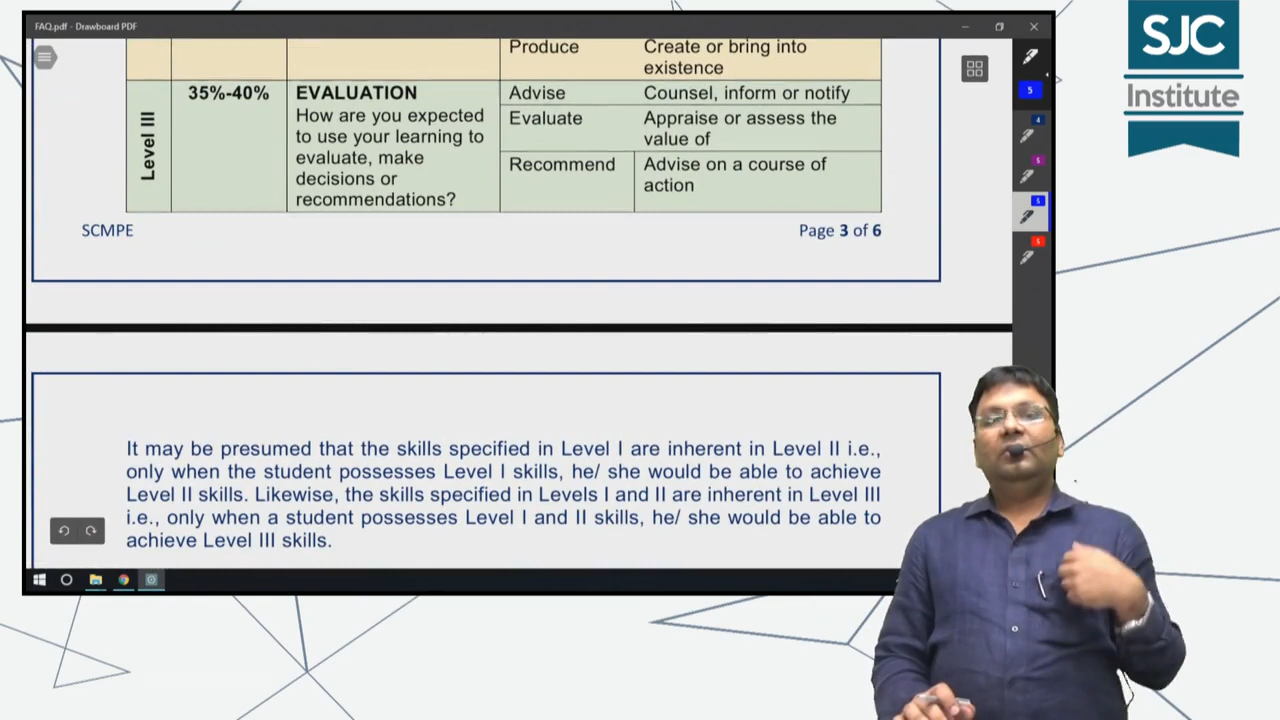 FAQ.pdf - Drawboard PDF
SJC
Institute
Produce
Create or bring into
existence
Level III
35%-40%
EVALUATION
How are you expected
to use your learning to
evaluate, make
decisions or
recommendations?
Advise
Counsel, inform or notify
Evaluate
Appraise or assess the
value of
Recommend
Advise on a course of
action
5
4
5
5
5
SCMPE
Page 3 of 6
It may be presumed that the skills specified in Level I are inherent in Level II i.e.,
only when the student possesses Level I skills, he/ she would be able to achieve
Level II skills. Likewise, the skills specified in Levels I and II are inherent in Level III
i.e., only when a student possesses Level I and II skills, he/ she would be able to
achieve Level III skills.